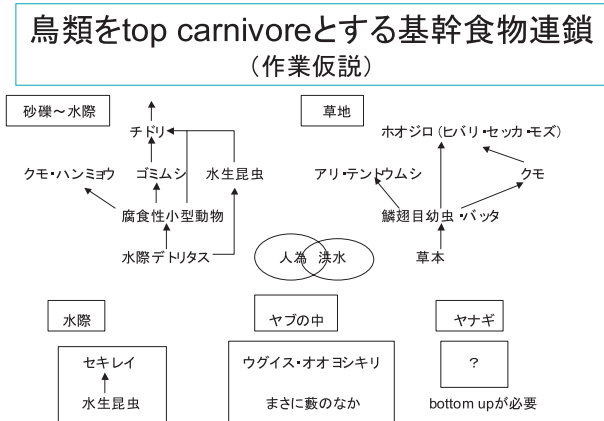 鳥類をtop carnivoreとする基幹食物連鎖
（作業仮説）
砂礫～水際
草地
チドリ
ホオジロ（ヒバリ・セッカ・モズ）
クモ・ハンミョウ ゴミムシ 水生昆虫
アリ・テントウムシ クモ
腐食性小型動物
鱗翅目幼虫・バッタ
水際デトリタス
人為 洪水
草本
水際
ヤブの中
ヤナギ
セキレイ
ウグイス・オオヨシキリ
？
水生昆虫
まさに藪のなか
bottom upが必要